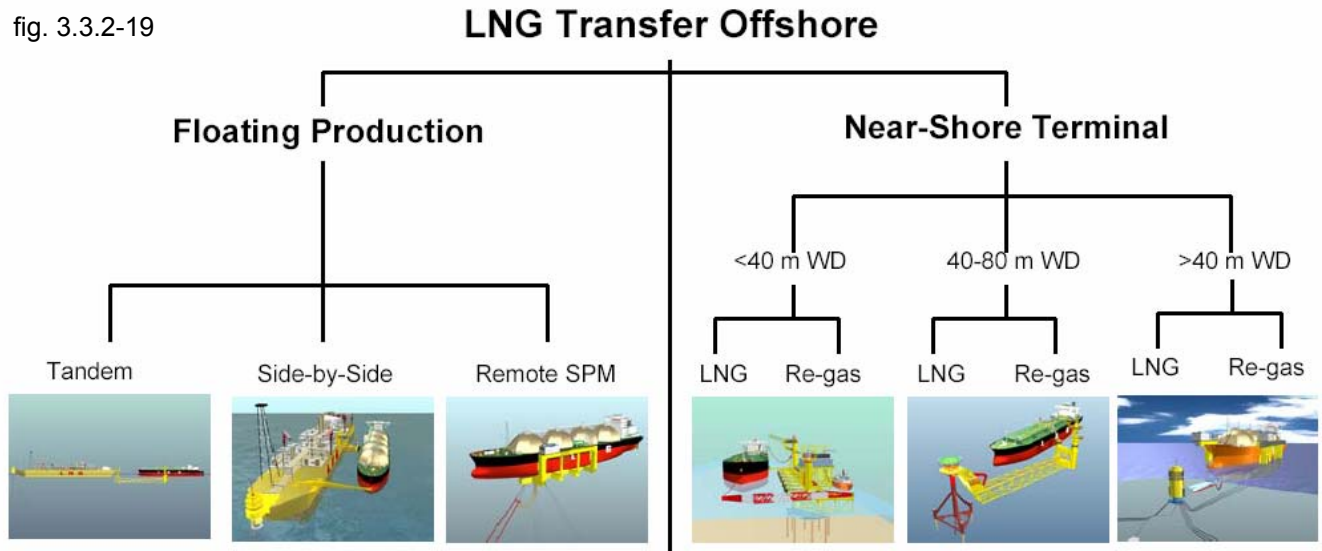 fig. 3.3.2-19
LNG Transfer Offshore
Floating Production
Near-Shore Terminal
<40 m WD
40-80 m WD
>40 m WD
Tandem
Side-by-Side
Remote SPM
LNG
Re-gas
LNG
Re-gas
LNG
Re-gas